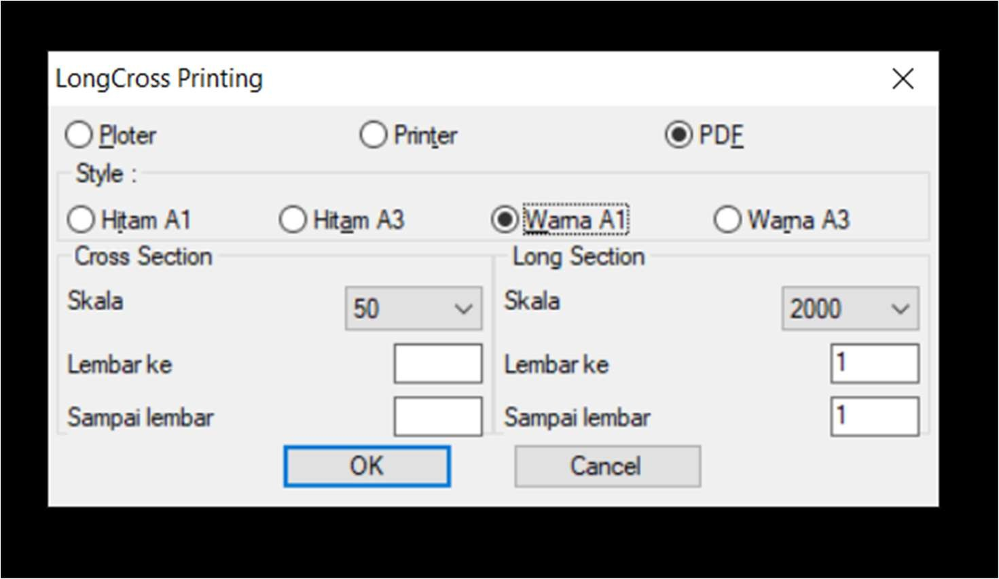 LongCross Printing
Ploter Printer PDF
Style :
Hitam A1 Hitam A3 Warna A1 Warna A3
Cross Section Long Section
Skala 50 Skala 2000
Lembar ke Lembar ke 1
Sampai lembar Sampai lembar 1
OK Cancel